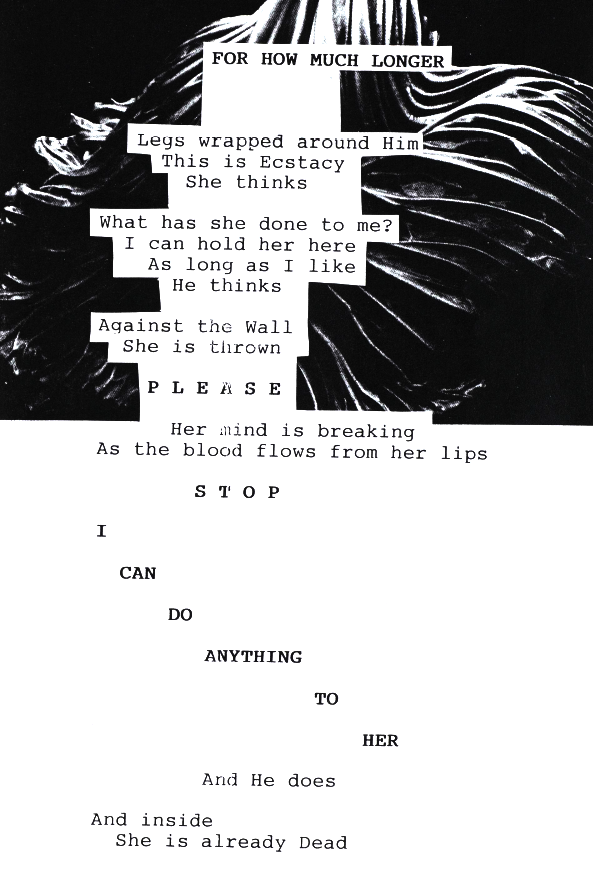 FOR HOW MUCH LONGER
Legs wrapped around Him
This is Ecstacy
She thinks
What has she done to me?
I can hold her here
As long as I like
He thinks
Against the Wall
She is thrown
P L E A S E
Her mind is breaking
As the blood flows from her lips
S T O P
I
CAN
DO
ANYTHING
TO
HER
And He does
And inside
She is already Dead